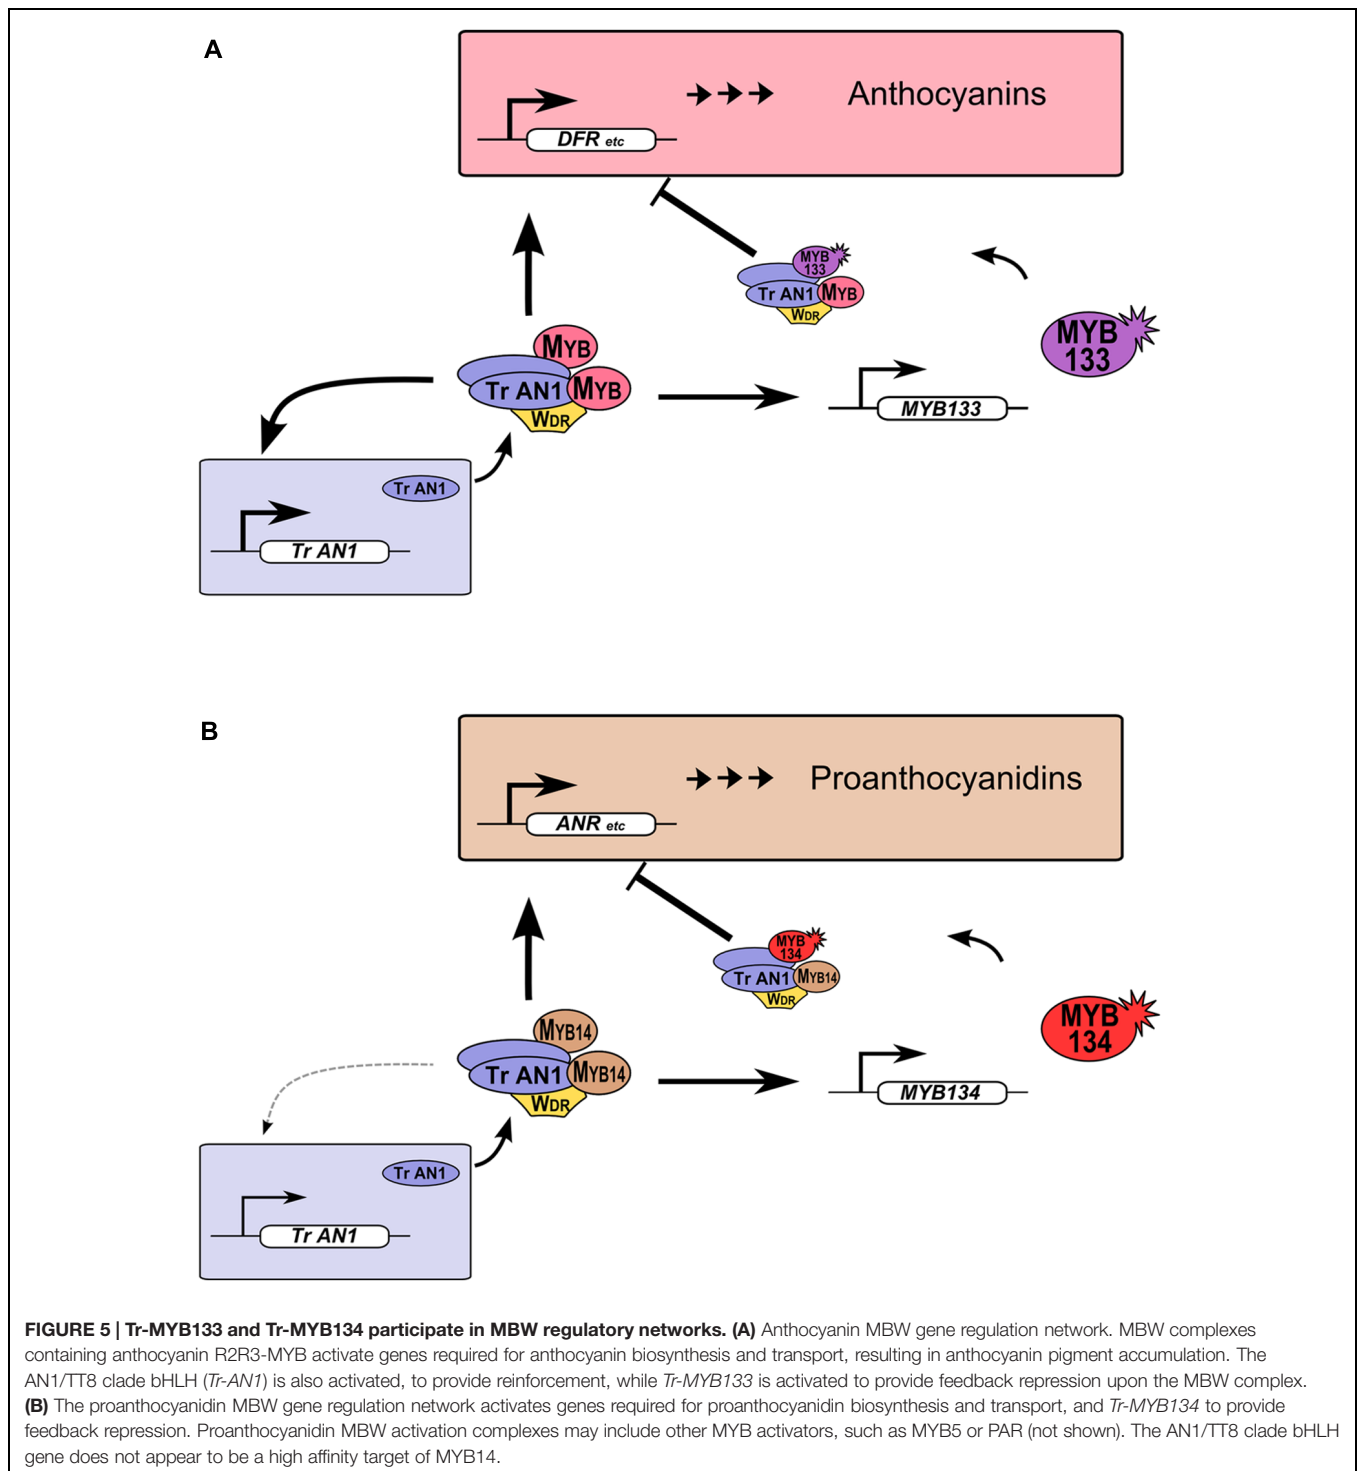 A
DFR etc
Anthocyanins
MYB
133
Tr AN1
MYB
WDR
MYB
133
MYB
Tr AN1
MYB
WDR
MYB133
Tr AN1
Tr AN1
B
ANR etc
Proanthocyanidins
MYB
134
Tr AN1
MYB14
WDR
MYB
134
MYB14
Tr AN1
MYB14
WDR
MYB134
Tr AN1
Tr AN1
FIGURE 5 | Tr-MYB133 and Tr-MYB134 participate in MBW regulatory networks. (A) Anthocyanin MBW gene regulation network. MBW complexes
containing anthocyanin R2R3-MYB activate genes required for anthocyanin biosynthesis and transport, resulting in anthocyanin pigment accumulation. The
AN1/TT8 clade bHLH (Tr-AN1) is also activated, to provide reinforcement, while Tr-MYB133 is activated to provide feedback repression upon the MBW complex.
(B) The proanthocyanidin MBW gene regulation network activates genes required for proanthocyanidin biosynthesis and transport, and Tr-MYB134 to provide
feedback repression. Proanthocyanidin MBW activation complexes may include other MYB activators, such as MYB5 or PAR (not shown). The AN1/TT8 clade bHLH
gene does not appear to be a high affinity target of MYB14.